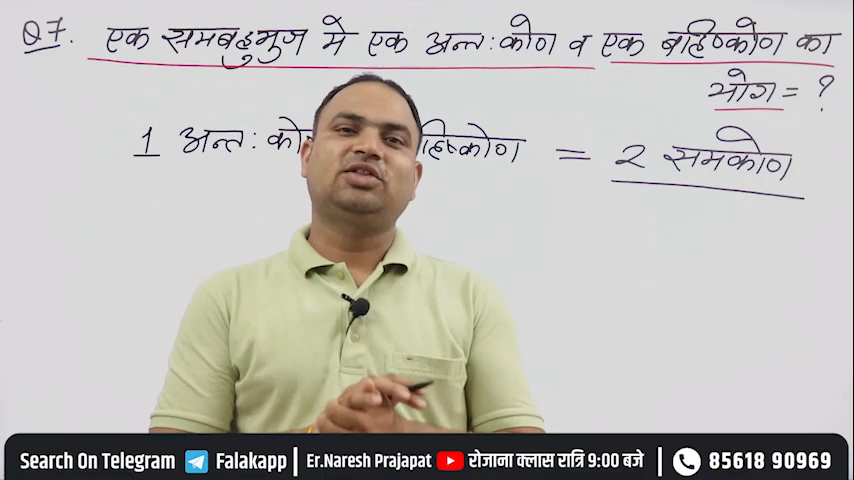 Q7. एक समबहुभुज मे एक अन्तः कोण व एक बहिष्कोण का
योग = ?
1 अन्तः = 2 समकोण
Search On Telegram Falakapp | Er.Naresh Prajapat रोजाना क्लास रात्रि 9:00 बजे | 85618 90969